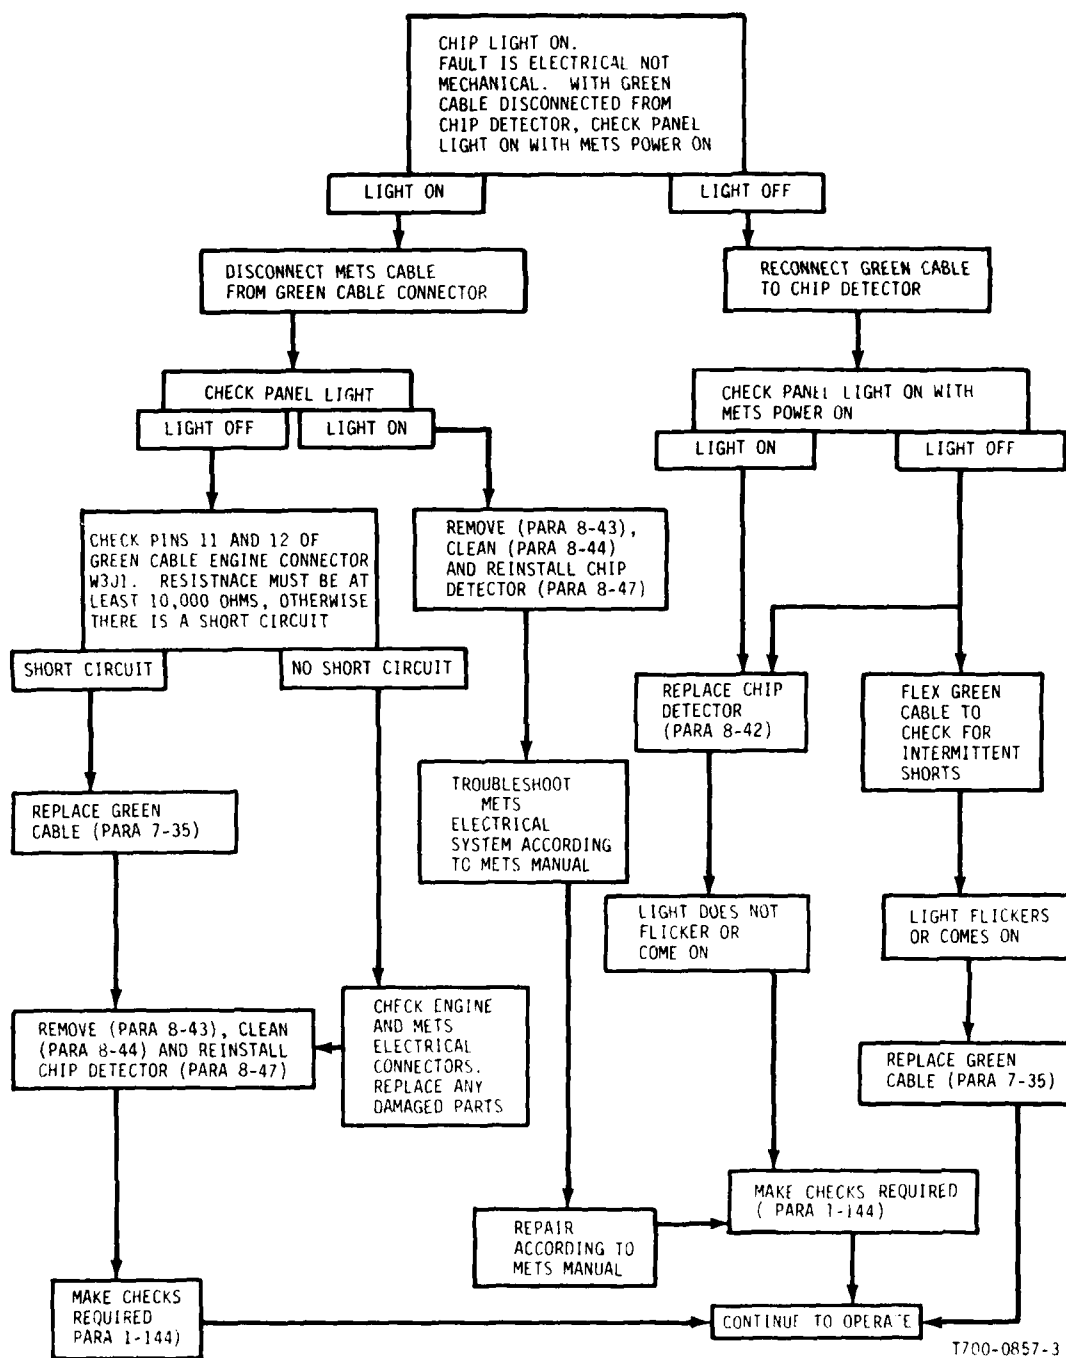 CHIP LIGHT ON.
FAULT IS ELECTRICAL NOT
MECHANICAL. WITH GREEN
CABLE DISCONNECTED FROM
CHIP DETECTOR, CHECK PANEL
LIGHT ON WITH METS POWER ON
LIGHT ON
LIGHT OFF
DISCONNECT METS CABLE
FROM GREEN CABLE CONNECTOR
RECONNECT GREEN CABLE
TO CHIP DETECTOR
CHECK PANEL LIGHT
LIGHT OFF
LIGHT ON
CHECK PANEL LIGHT ON WITH
METS POWER ON
LIGHT ON
LIGHT OFF
CHECK PINS 11 AND 12 OF
GREEN CABLE ENGINE CONNECTOR
W3J1. RESISTNACE MUST BE AT
LEAST 10,000 OHMS, OTHERWISE
THERE IS A SHORT CIRCUIT
SHORT CIRCUIT
NO SHORT CIRCUIT
REMOVE (PARA 8-43),
CLEAN (PARA 8-44)
AND REINSTALL CHIP
DETECTOR (PARA 8-47)
REPLACE CHIP
DETECTOR
(PARA 8-42)
FLEX GREEN
CABLE TO
CHECK FOR
INTERMITTENT
SHORTS
REPLACE GREEN
CABLE (PARA 7-35)
TROUBLESHOOT
METS
ELECTRICAL
SYSTEM ACCORDING
TO METS MANUAL
LIGHT DOES NOT
FLICKER OR
COME ON
LIGHT FLICKERS
OR COMES ON
REMOVE (PARA 8-43), CLEAN
(PARA 8-44) AND REINSTALL
CHIP DETECTOR (PARA 8-47)
CHECK ENGINE
AND METS
ELECTRICAL
CONNECTORS.
REPLACE ANY
DAMAGED PARTS
REPLACE GREEN
CABLE (PARA 7-35)
MAKE CHECKS REQUIRED
( PARA 1-144)
REPAIR
ACCORDING TO
METS MANUAL
MAKE CHECKS
REQUIRED
PARA 1-144)
CONTINUE TO OPERATE
T700-0857-3